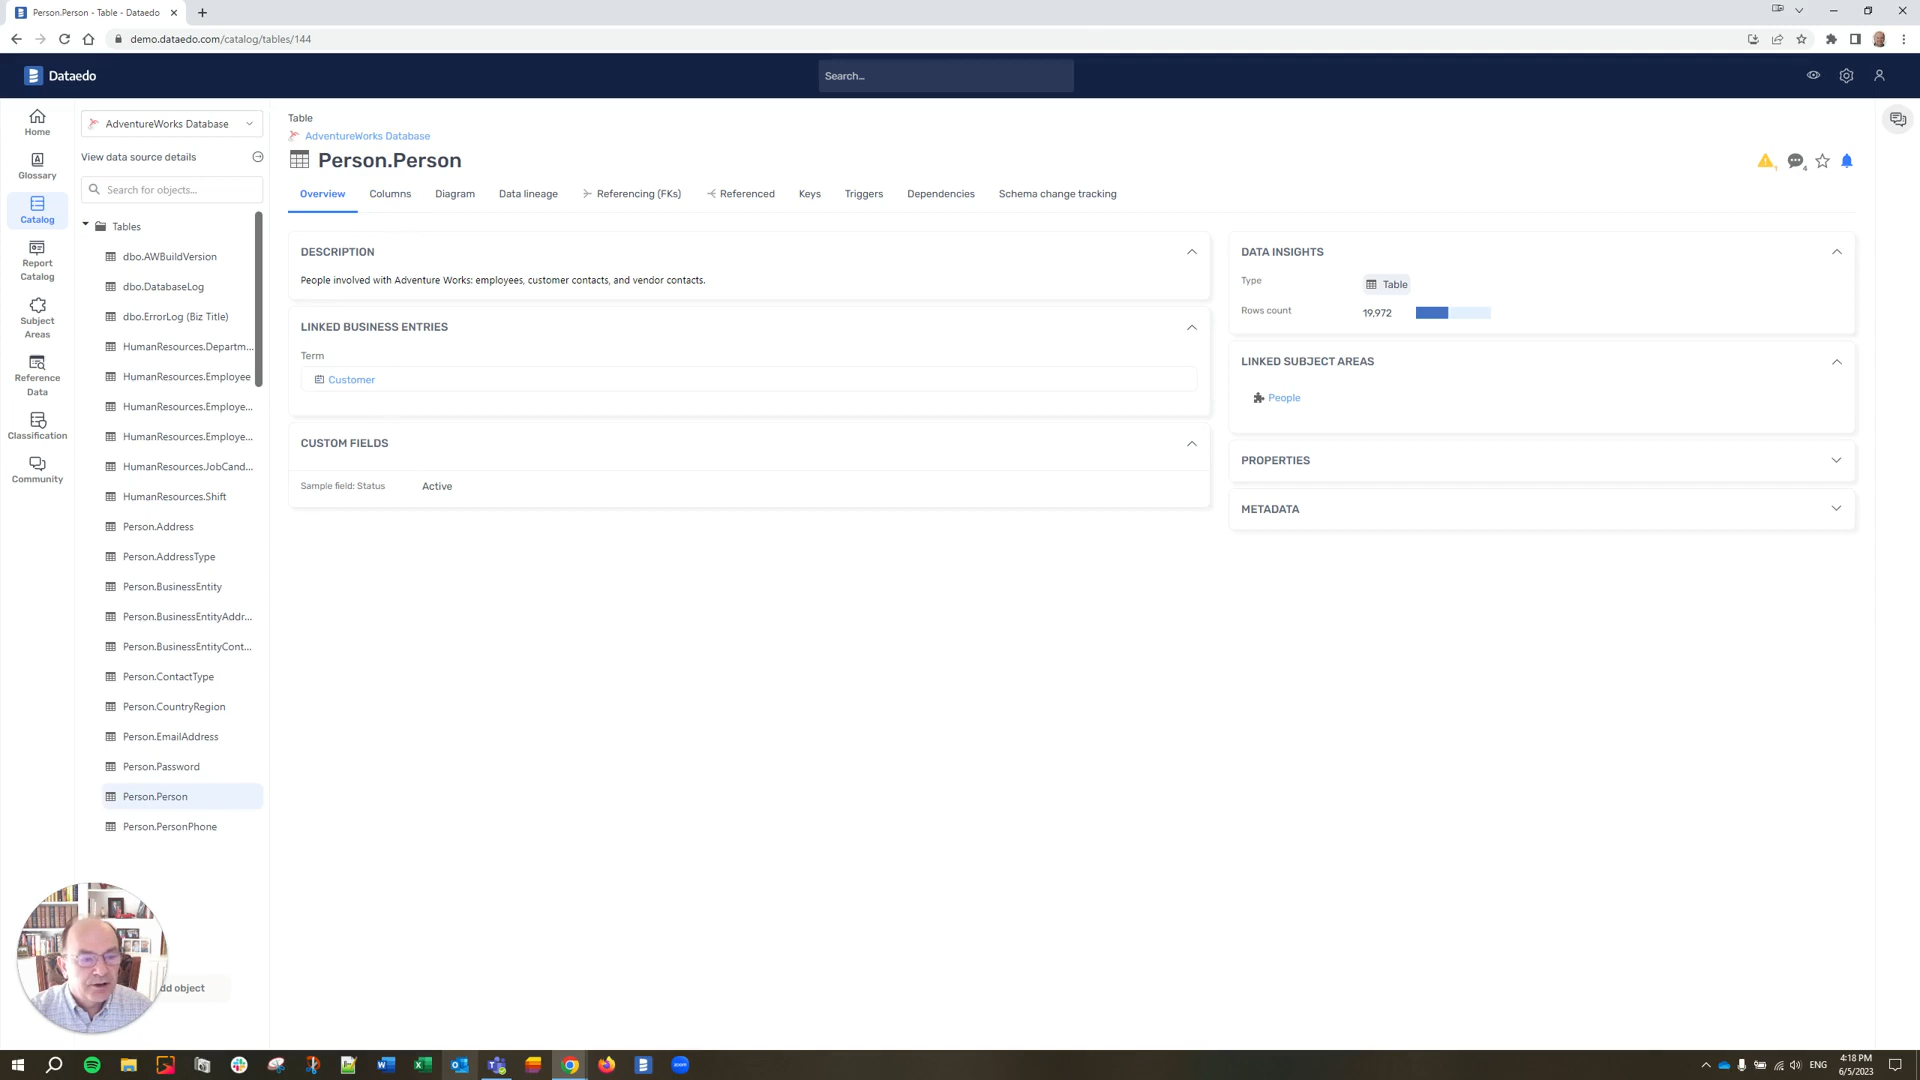 Person.Person - Table - Dataedo
demo.dataedo.com/catalog/tables/144
Dataedo
Search...
Home
Glossary
Catalog
Report
Catalog
Subject
Areas
Reference
Data
Classification
Community
AdventureWorks Database
View data source details
Search for objects...
Tables
dbo.AWBuildVersion
dbo.DatabaseLog
dbo.ErrorLog (Biz Title)
HumanResources.Departm...
HumanResources.Employee
HumanResources.Employe...
HumanResources.Employe...
HumanResources.JobCand...
HumanResources.Shift
Person.Address
Person.AddressType
Person.BusinessEntity
Person.BusinessEntityAddr...
Person.BusinessEntityCont...
Person.ContactType
Person.CountryRegion
Person.EmailAddress
Person.Password
Person.Person
Person.PersonPhone
dd object
Table
AdventureWorks Database
Person.Person
1
4
Overview Columns Diagram Data lineage Referencing (FKs) Referenced Keys Triggers Dependencies Schema change tracking
DESCRIPTION
People involved with Adventure Works: employees, customer contacts, and vendor contacts.
LINKED BUSINESS ENTRIES
Term
Customer
CUSTOM FIELDS
Sample field: Status Active
DATA INSIGHTS
Type Table
Rows count 19,972
LINKED SUBJECT AREAS
People
PROPERTIES
METADATA
ENG
4:18 PM
6/5/2023